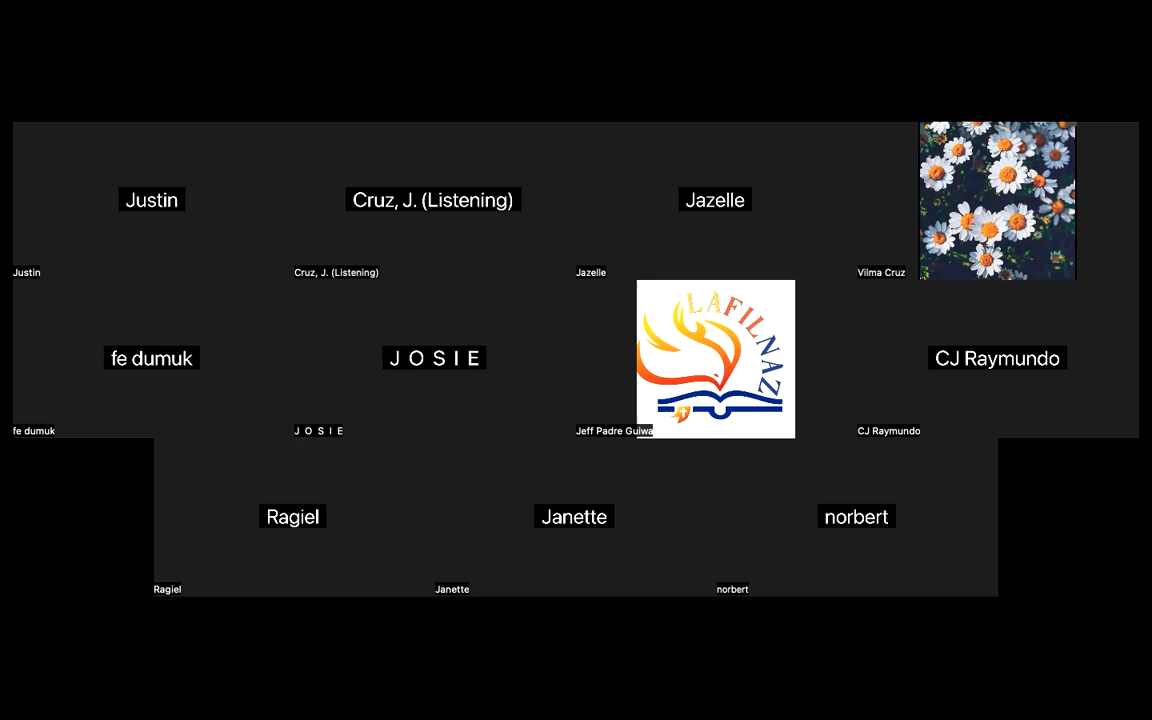 Justin
Cruz, J. (Listening)
Jazelle
Justin
Cruz, J. (Listening)
Jazelle
Vilma Cruz
fe dumuk
J O S I E
LAFILNAZ
CJ Raymundo
fe dumuk
J O S I E
Jeff Padre Guiwa
CJ Raymundo
Ragiel
Janette
norbert
Ragiel
Janette
norbert